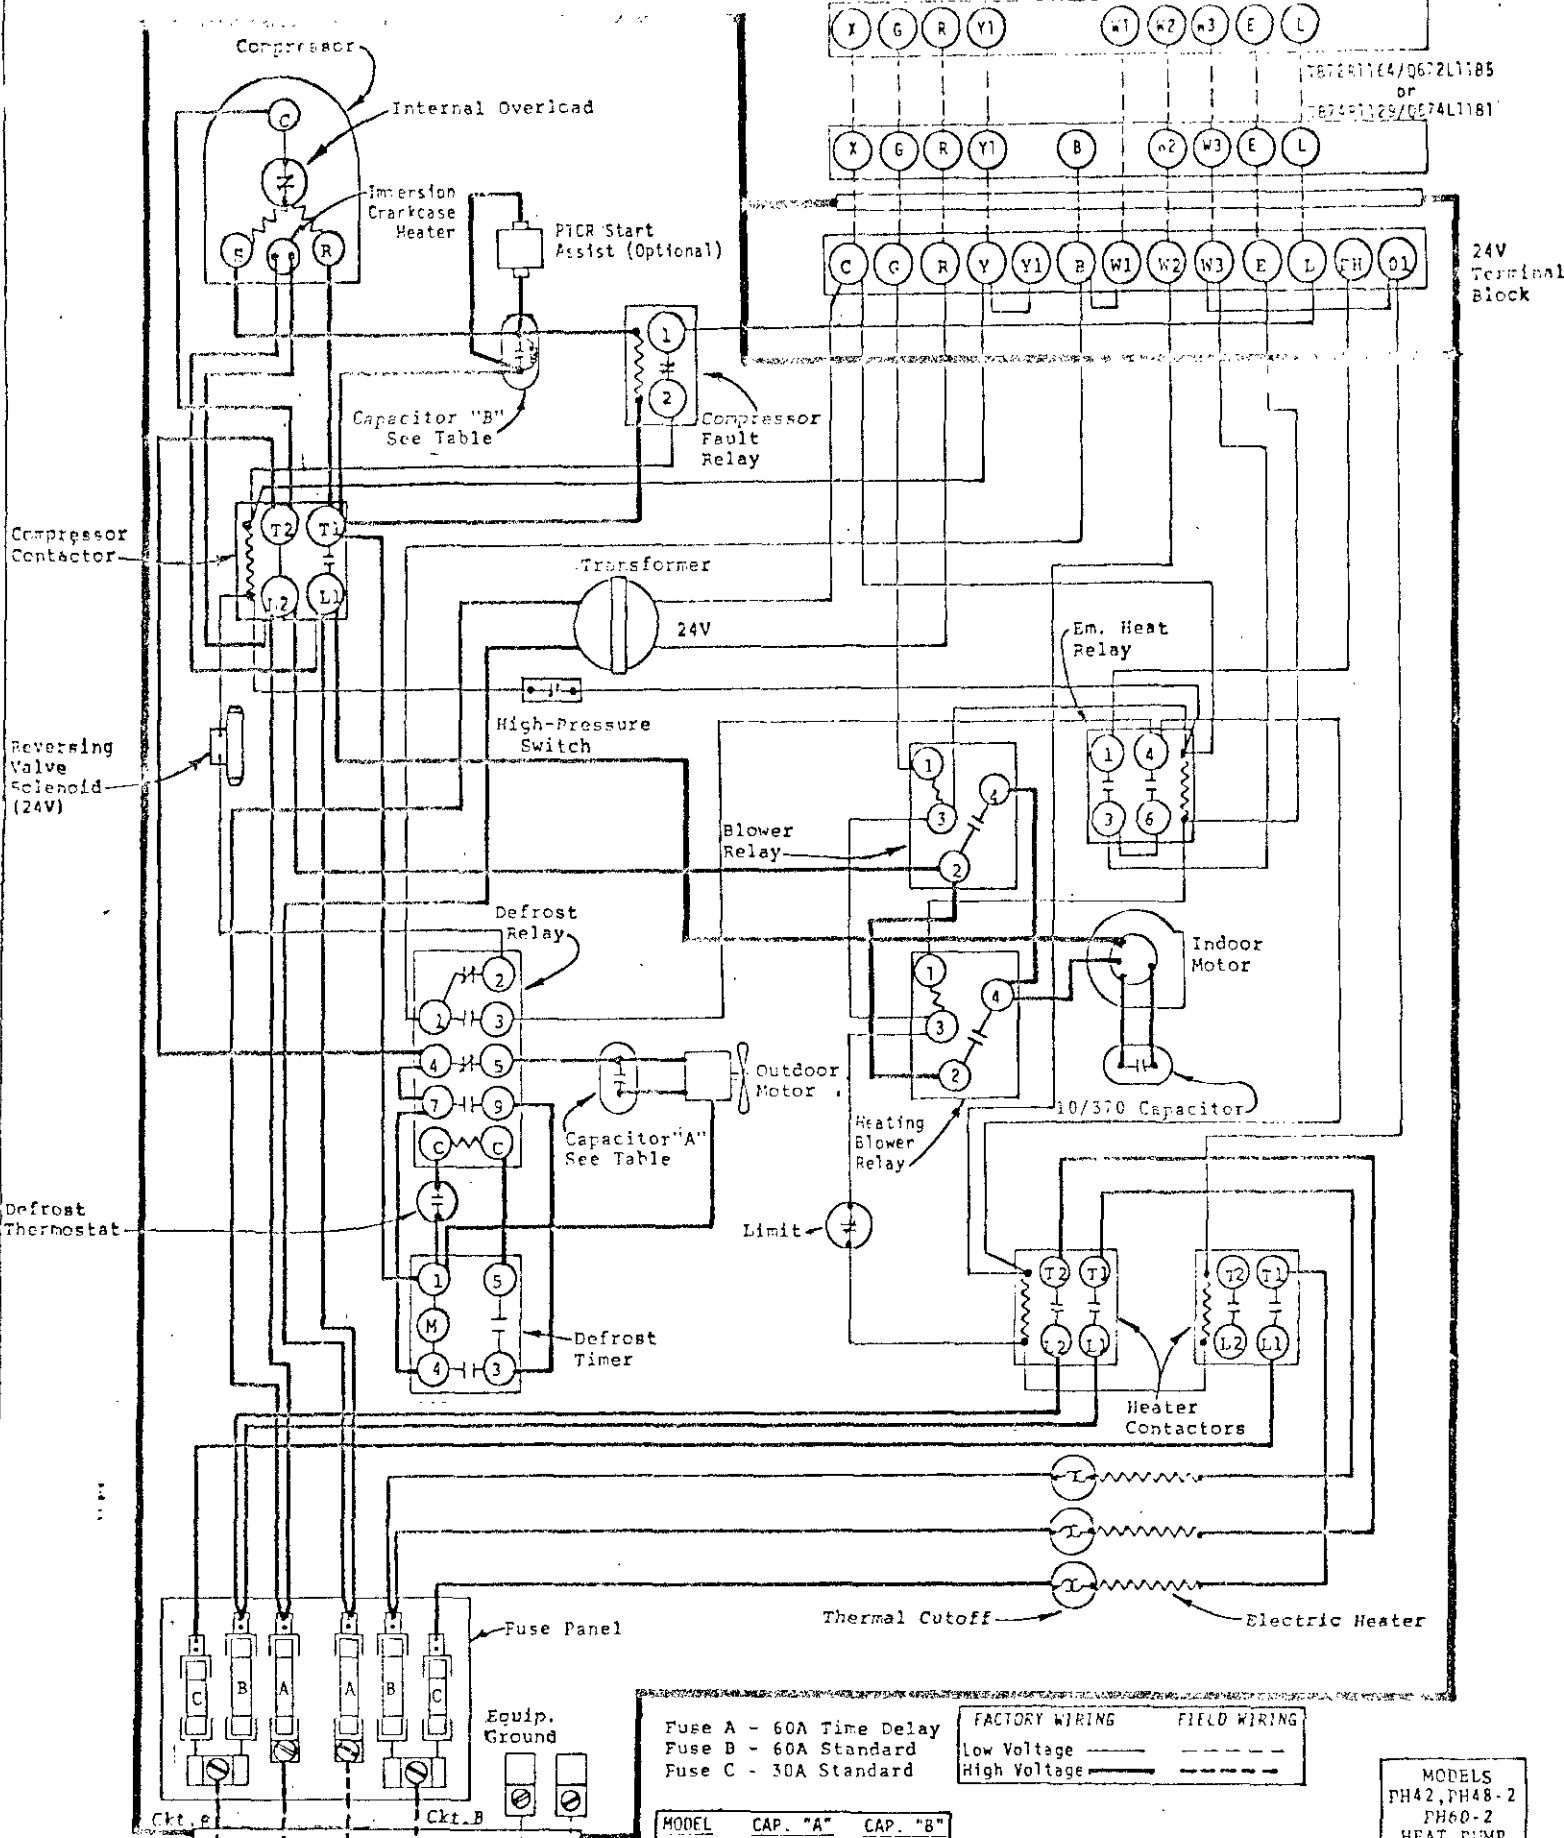 X G R Y1 W1 W2 W3 E L
or
X G R Y1 B W3 E L
Compressor
Internal Overload
C
Immersion
Crankcase
Heater
S R
PTCR Start
Assist (Optional)
C G R Y Y1 B W1 W2 W3 E L 01
24V
Terminal
Block
1
2
Capacitor "B"
See Table
Compressor
Fault
Relay
Compressor
Contactor
T2 T1
L2 L1
Transformer
24V
Em. Heat
Relay
High-Pressure
Switch
Reversing
Valve
Solenoid
(24V)
1 4
3 6
1
4
3
2
Blower
Relay
Defrost
Relay
2
1 3
4 5
7 9
C C
Indoor
Motor
1
4
3
2
Outdoor
Motor
10/370 Capacitor
Capacitor "A"
See Table
Heating
Blower
Relay
Defrost
Thermostat
Limit
1 5
M
4 3
Defrost
Timer
T2 T1
L2 L1
T2 T1
L2 L1
Heater
Contactors
Thermal Cutoff
Electric Heater
Fuse Panel
C B A A B C
Equip.
Ground
Ckt.B
Fuse A - 60A Time Delay
Fuse B - 60A Standard
Fuse C - 30A Standard
FACTORY WIRING FIELD WIRING
Low Voltage
High Voltage
MODEL CAP. "A" CAP. "B"
MODELS
PH42,PH48-2
PH60-2
HEAT PUMP